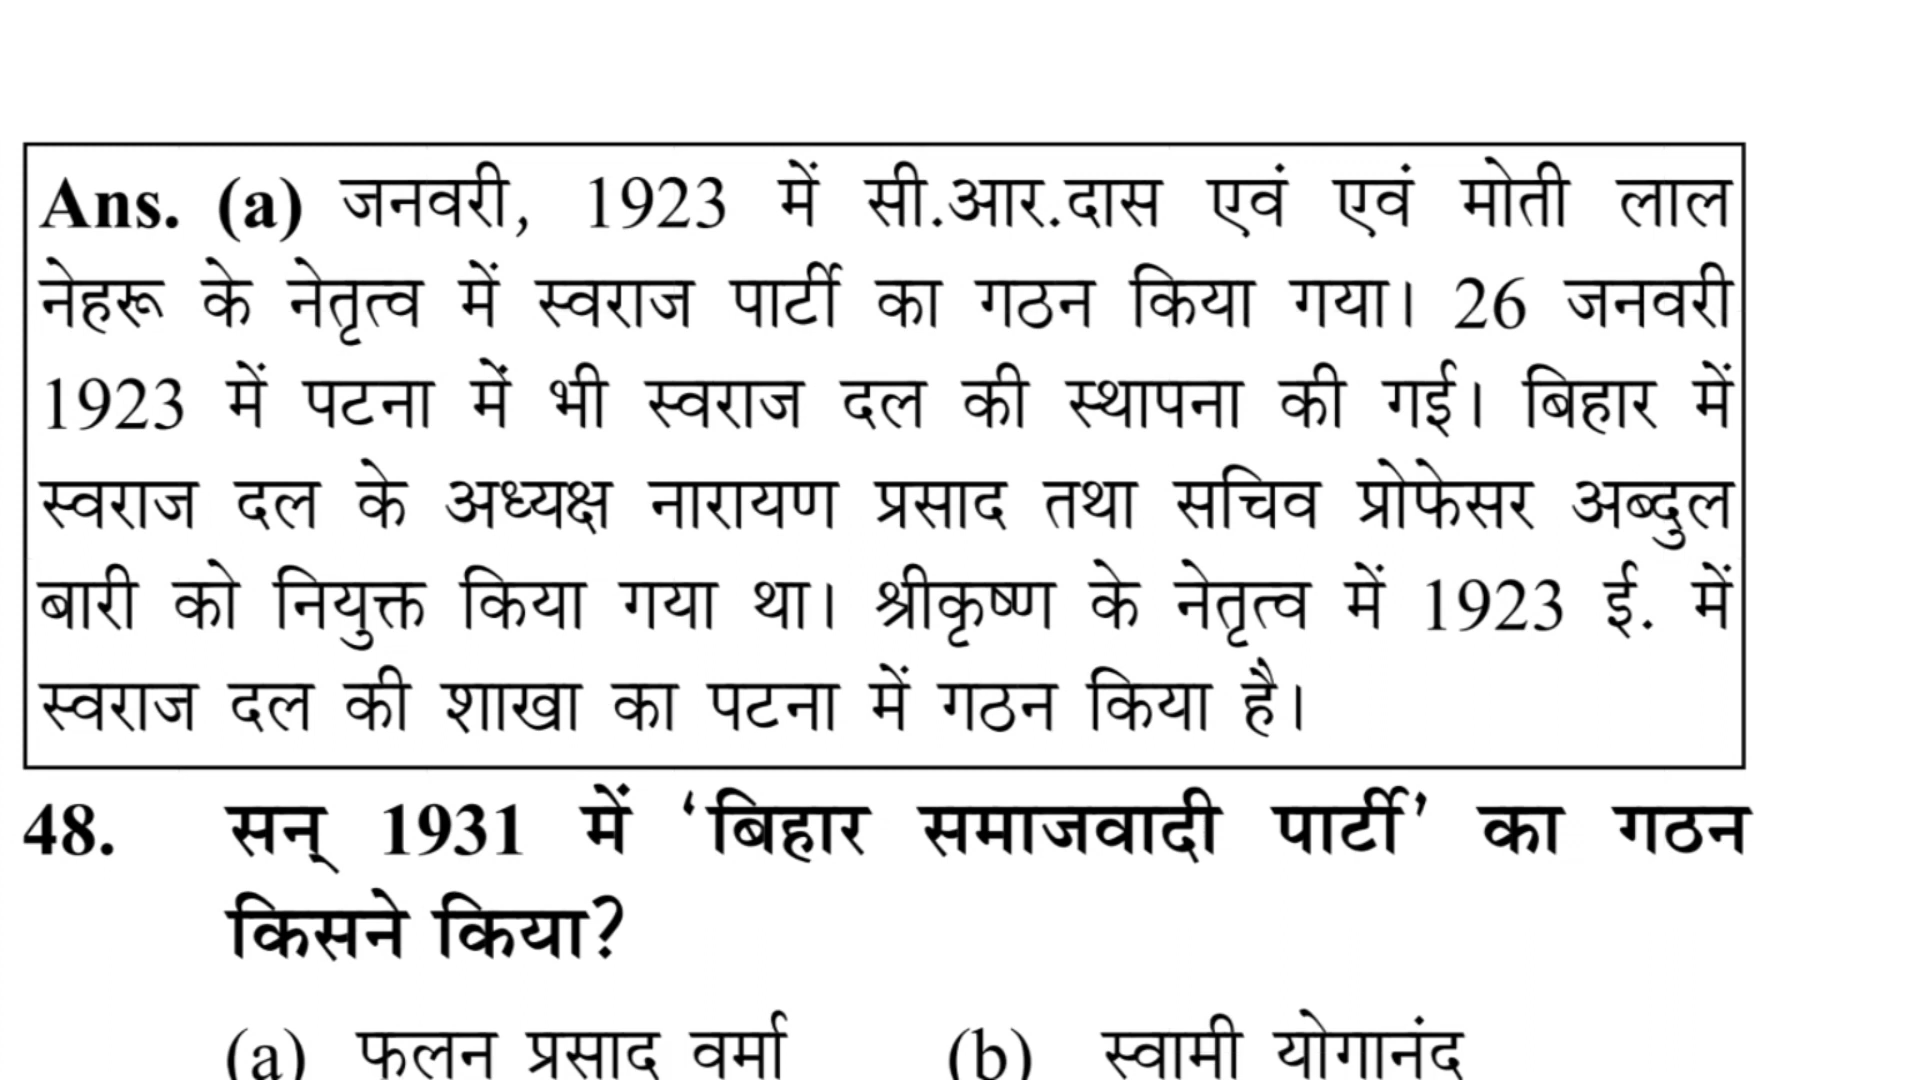 Ans. (a) जनवरी, 1923 में सी.आर.दास एवं एवं मोती लाल
नेहरू के नेतृत्व में स्वराज पार्टी का गठन किया गया। 26 जनवरी
1923 में पटना में भी स्वराज दल की स्थापना की गई। बिहार में
स्वराज दल के अध्यक्ष नारायण प्रसाद तथा सचिव प्रोफेसर अब्दुल
बारी को नियुक्त किया गया था। श्रीकृष्ण के नेतृत्व में 1923 ई. में
स्वराज दल की शाखा का पटना में गठन किया है।
48. सन् 1931 में ‘बिहार समाजवादी पार्टी’ का गठन
किसने किया?
(a) फलन प्रसाद वर्मा (b) स्वामी योगानंद